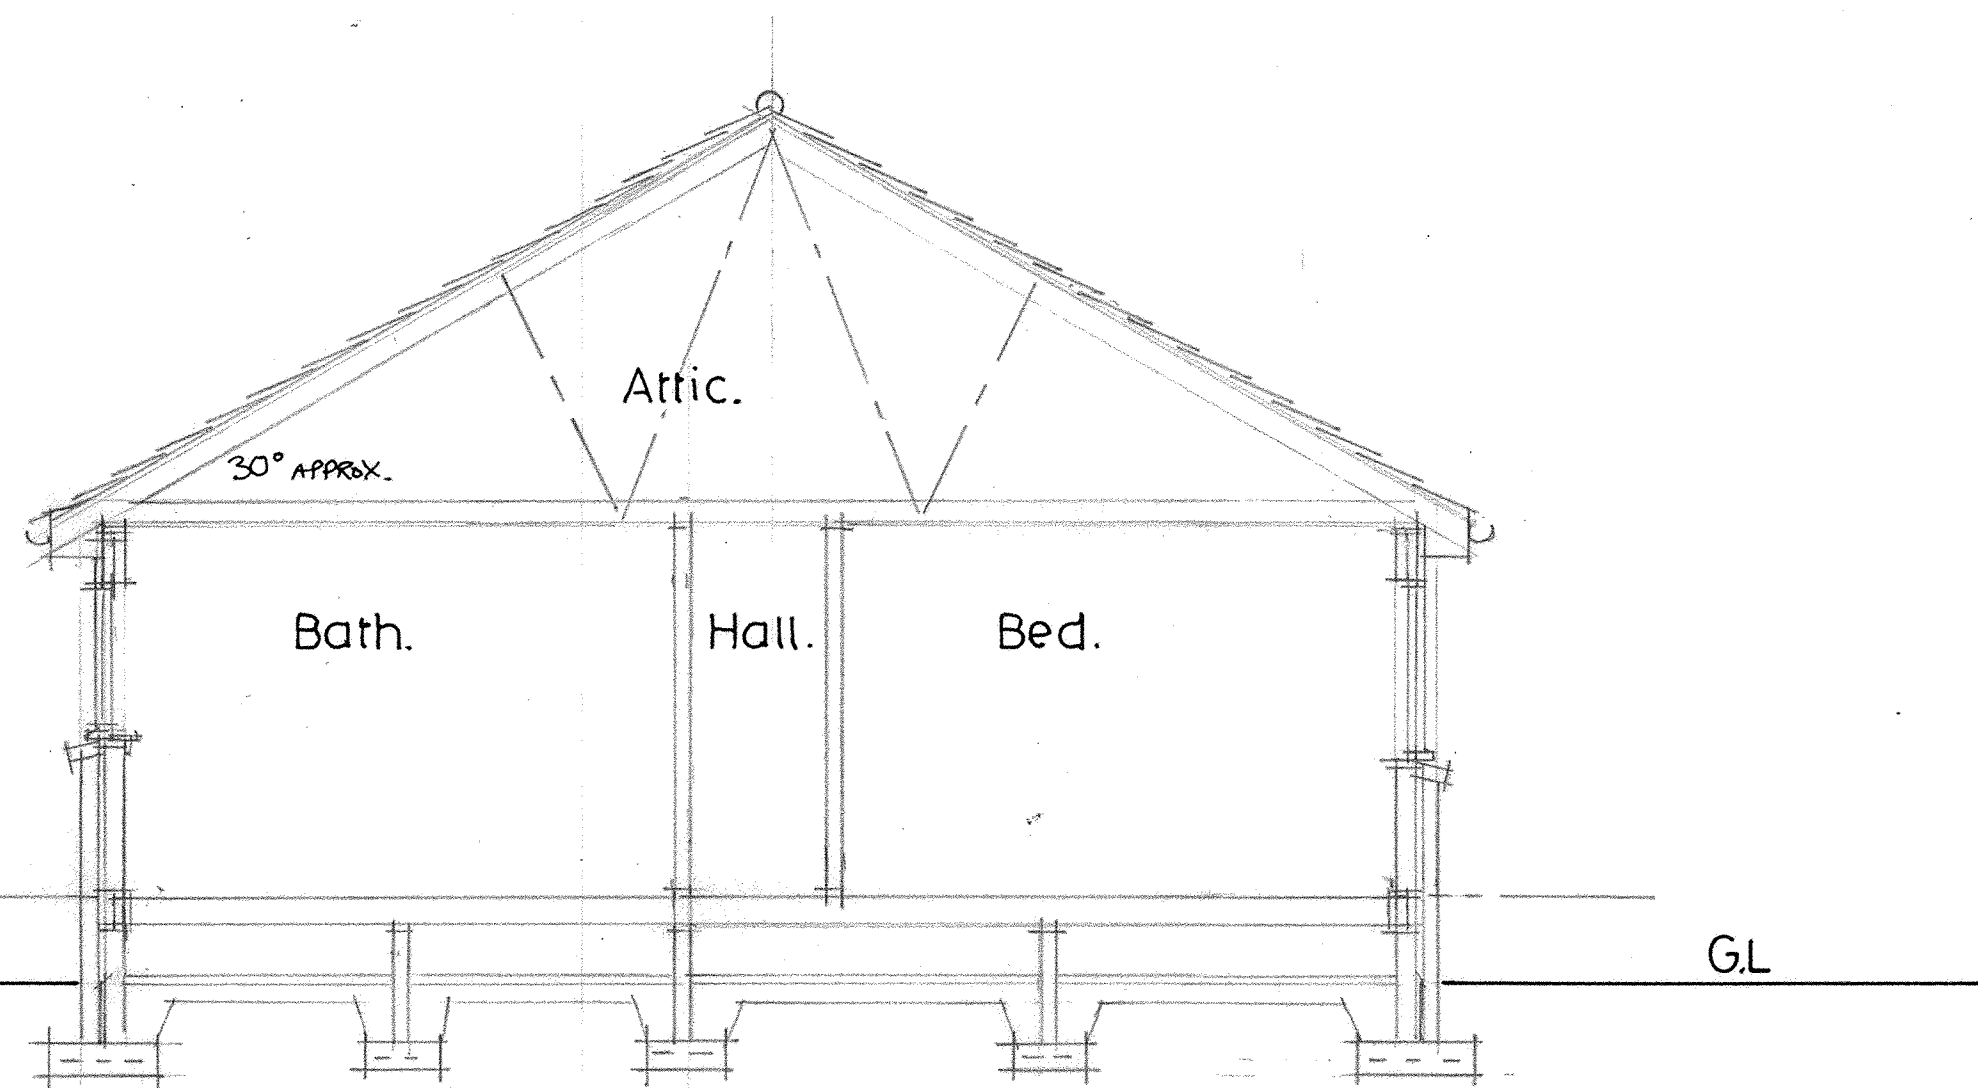 Attic.
30° APPROX.
Bath.
Hall.
Bed.
G.L